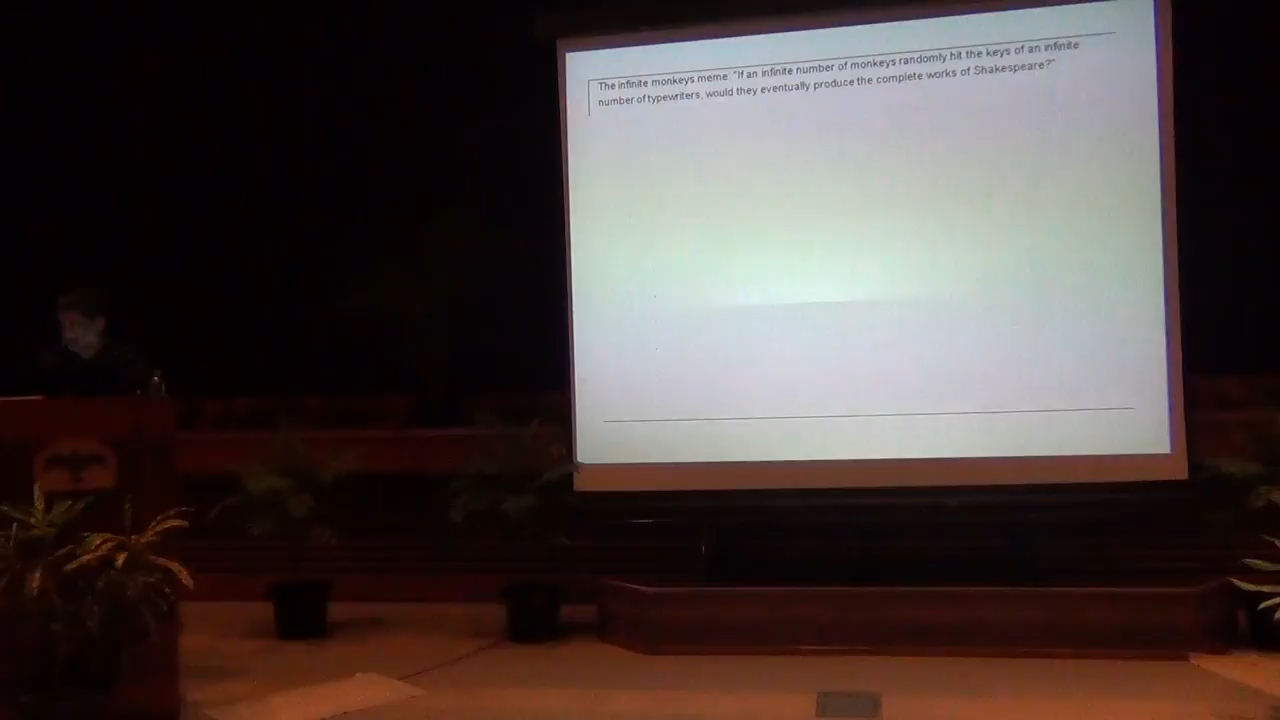 The infinite monkeys meme: "If an infinite number of monkeys randomly hit the keys of an infinite
number of typewriters, would they eventually produce the complete works of Shakespeare?"